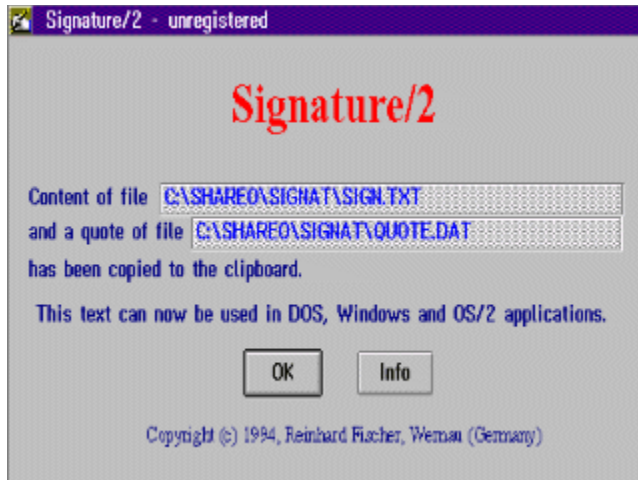 Signature/2 - unregistered
Signature/2
Content of file C:\SHAREO\SIGNAT\SIGN.TXT
and a quote of file C:\SHAREO\SIGNAT\QUOTE.DAT
has been copied to the clipboard.
This text can now be used in DOS, Windows and OS/2 applications.
OK Info
Copyright (c) 1994, Reinhard Fischer, Wernau (Germany)